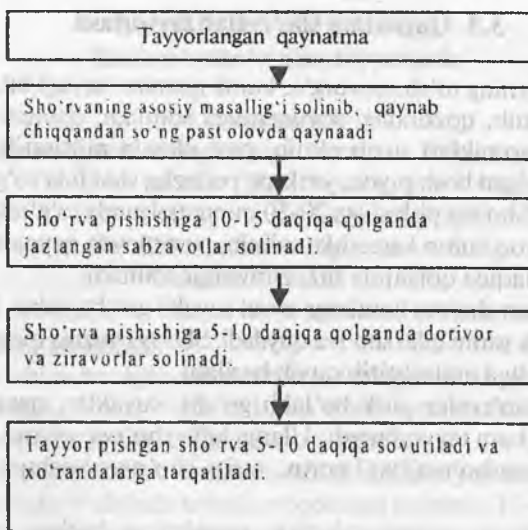 Tayyorlangan qaynatma
Sho'rvaning asosiy masallig'i solinib, qaynab
chiqqandan so'ng past olovda qaynaadi
Sho'rva pishishiga 10-15 daqiqa qolganda
jazlangan sabzavotlar solinadi.
Sho'rva pishishiga 5-10 daqiqa qolganda dorivor
va ziravorlar solinadi.
Tayyor pishgan sho'rva 5-10 daqiqa sovutiladi va
xo'randalarga tarqatiladi.